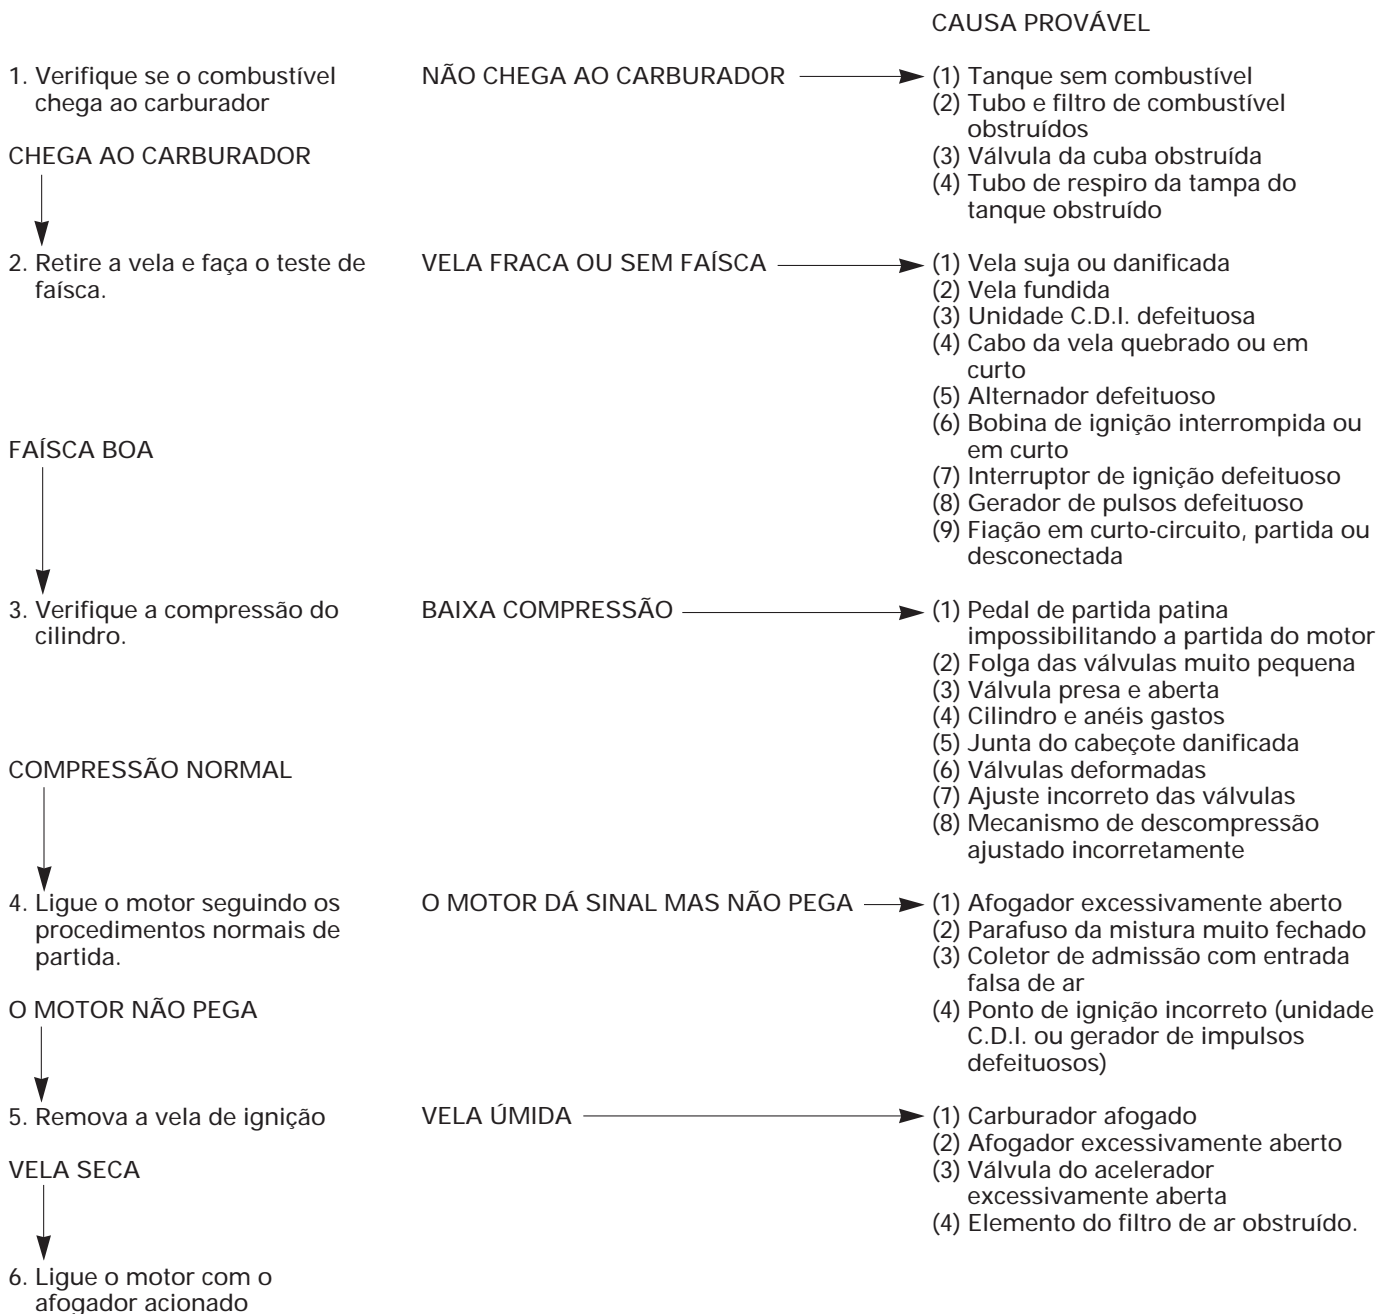 CAUSA PROVÁVEL
1. Verifique se o combustível
chega ao carburador
NÃO CHEGA AO CARBURADOR
(1) Tanque sem combustível
(2) Tubo e filtro de combustível
obstruídos
(3) Válvula da cuba obstruída
(4) Tubo de respiro da tampa do
tanque obstruído
CHEGA AO CARBURADOR
2. Retire a vela e faça o teste de
faísca.
VELA FRACA OU SEM FAÍSCA
(1) Vela suja ou danificada
(2) Vela fundida
(3) Unidade C.D.I. defeituosa
(4) Cabo da vela quebrado ou em
curto
(5) Alternador defeituoso
(6) Bobina de ignição interrompida ou
em curto
(7) Interruptor de ignição defeituoso
(8) Gerador de pulsos defeituoso
(9) Fiação em curto-circuito, partida ou
desconectada
FAÍSCA BOA
3. Verifique a compressão do
cilindro.
BAIXA COMPRESSÃO
(1) Pedal de partida patina
impossibilitando a partida do motor
(2) Folga das válvulas muito pequena
(3) Válvula presa e aberta
(4) Cilindro e anéis gastos
(5) Junta do cabeçote danificada
(6) Válvulas deformadas
(7) Ajuste incorreto das válvulas
(8) Mecanismo de descompressão
ajustado incorretamente
COMPRESSÃO NORMAL
4. Ligue o motor seguindo os
procedimentos normais de
partida.
O MOTOR DÁ SINAL MAS NÃO PEGA
(1) Afogador excessivamente aberto
(2) Parafuso da mistura muito fechado
(3) Coletor de admissão com entrada
falsa de ar
(4) Ponto de ignição incorreto (unidade
C.D.I. ou gerador de impulsos
defeituosos)
O MOTOR NÃO PEGA
5. Remova a vela de ignição
VELA ÚMIDA
(1) Carburador afogado
(2) Afogador excessivamente aberto
(3) Válvula do acelerador
excessivamente aberta
(4) Elemento do filtro de ar obstruído.
VELA SECA
6. Ligue o motor com o
afogador acionado